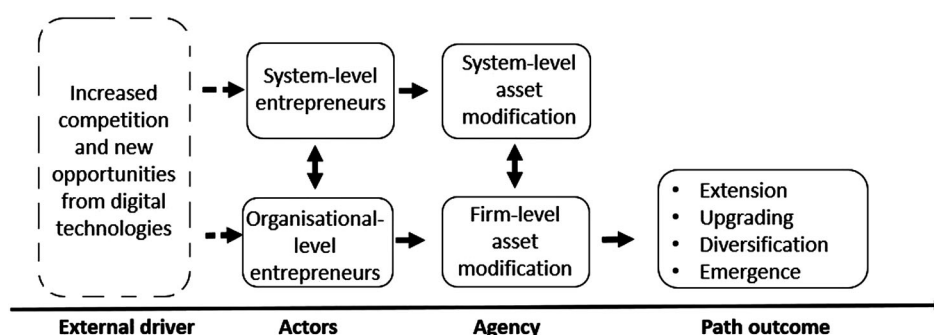 Increased
competition
and new
opportunities
from digital
technologies
System-level
entrepreneurs
System-level
asset
modification
Organisational-
level
entrepreneurs
Firm-level
asset
modification
• Extension
• Upgrading
• Diversification
• Emergence
External driver
Actors
Agency
Path outcome